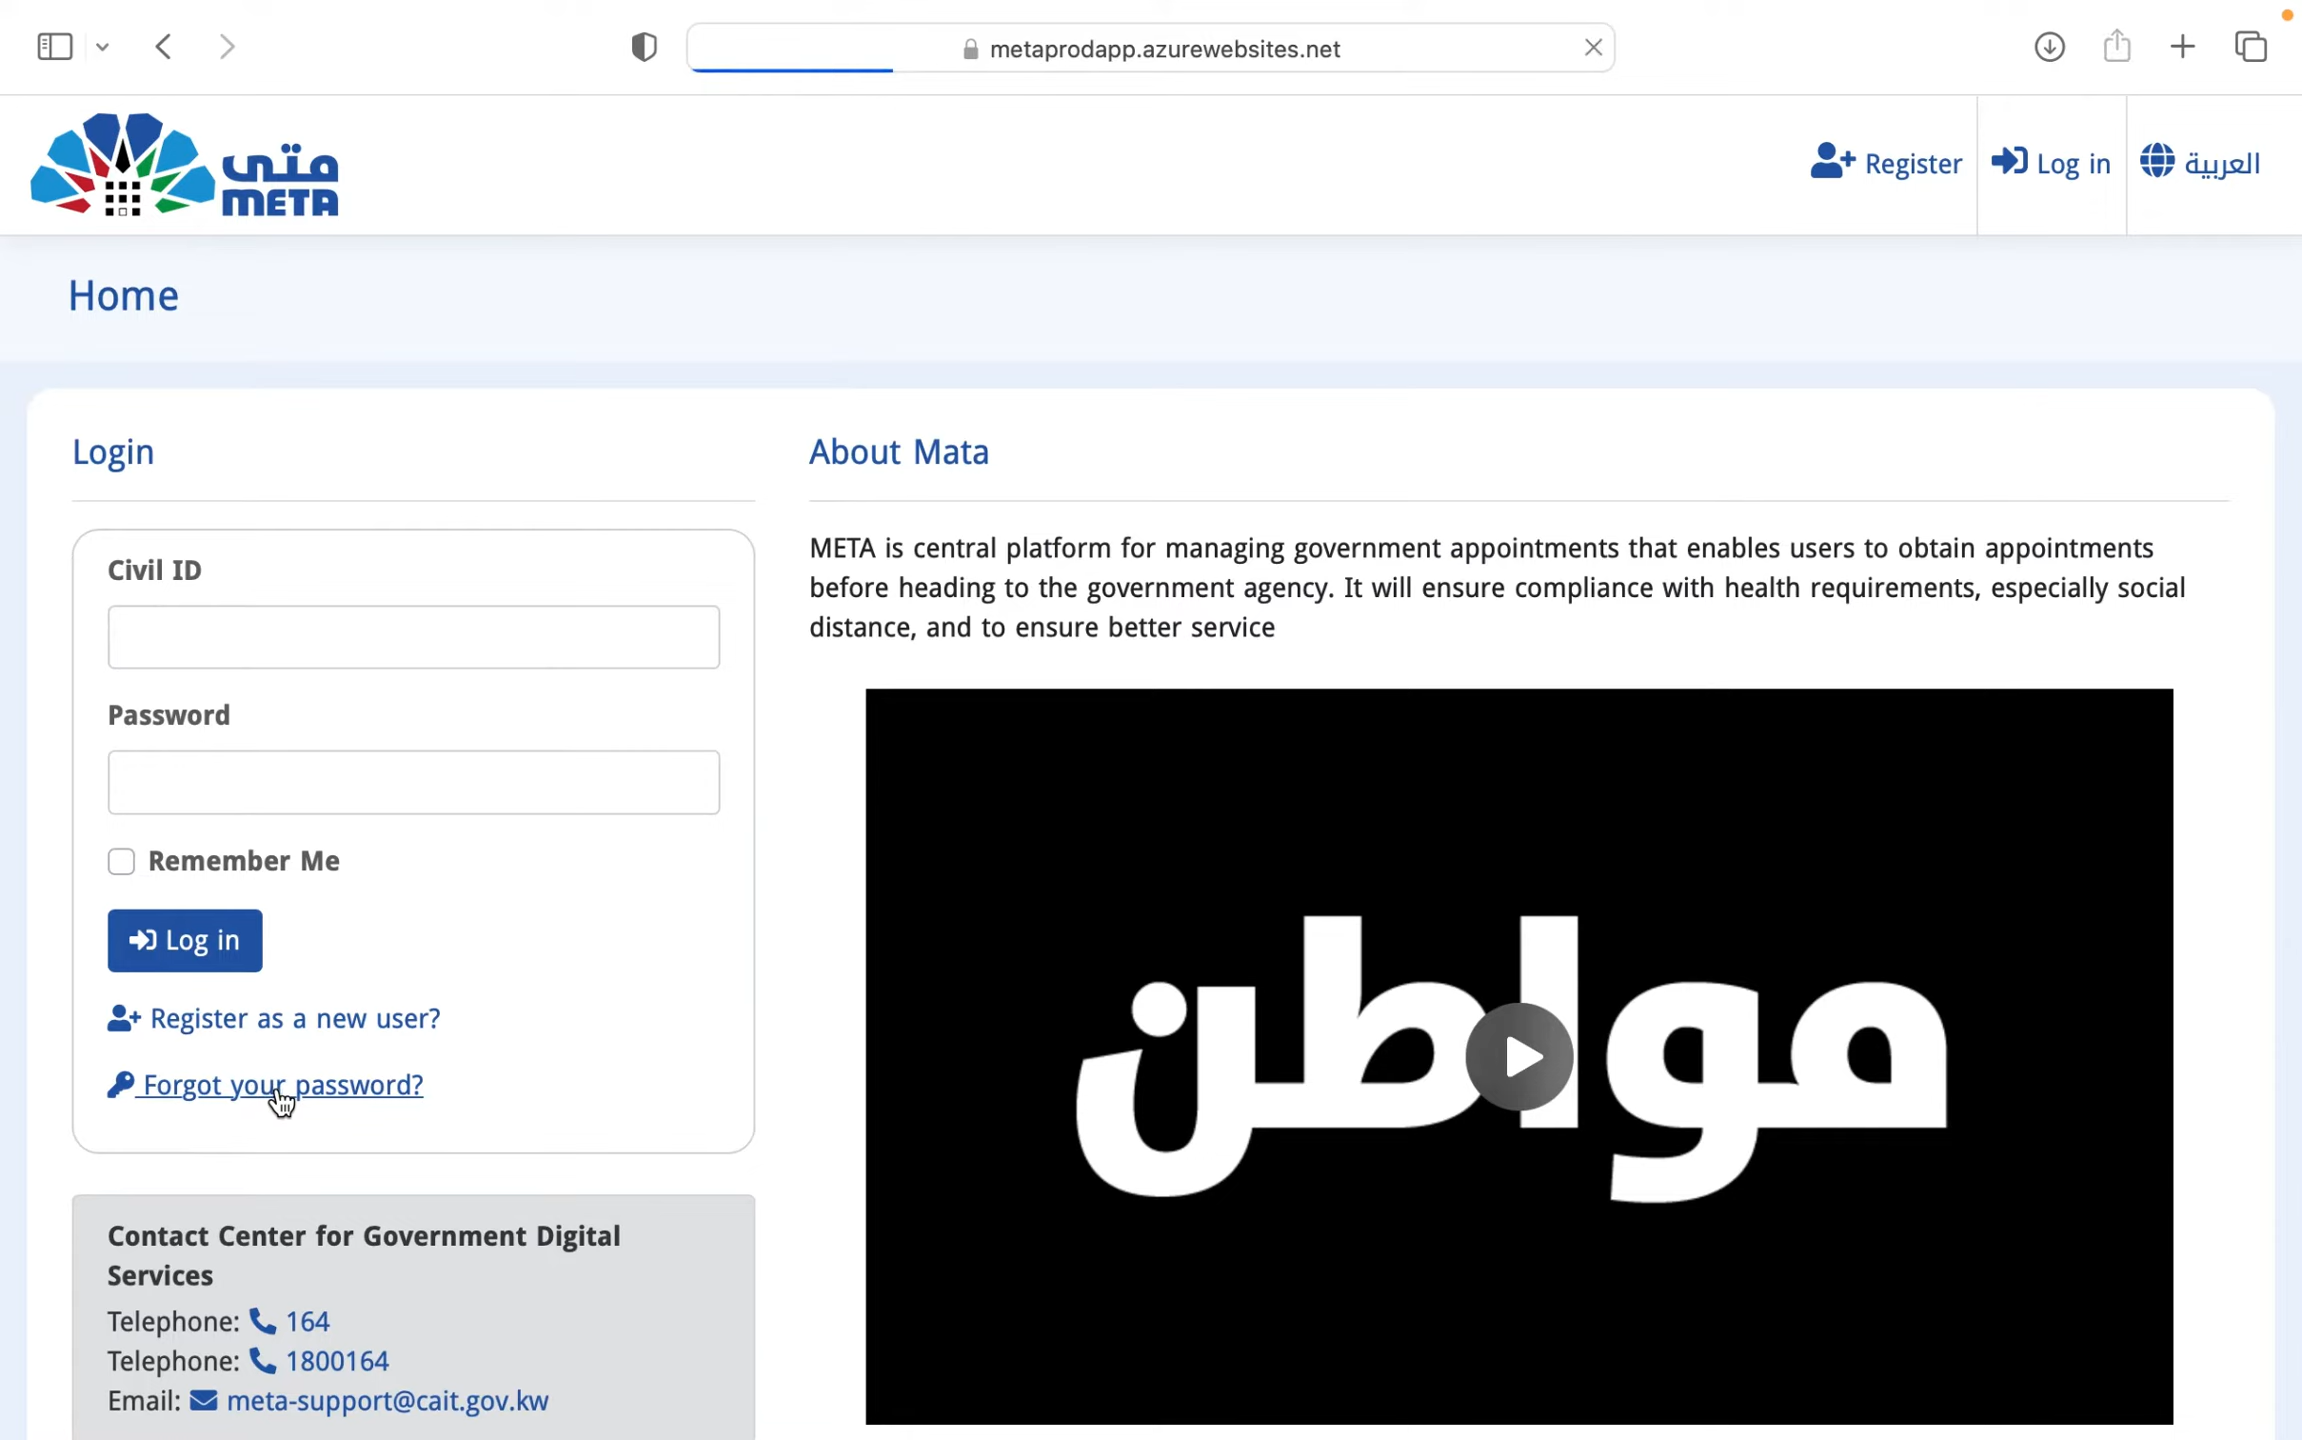 metaprodapp.azurewebsites.net
متى
META
Register
Log in
العربية
Home
Login
Civil ID
Password
Remember Me
Log in
Register as a new user?
Forgot your password?
Contact Center for Government Digital
Services
Telephone: 164
Telephone: 1800164
Email: meta-support@cait.gov.kw
About Mata
META is central platform for managing government appointments that enables users to obtain appointments
before heading to the government agency. It will ensure compliance with health requirements, especially social
distance, and to ensure better service
مواطن